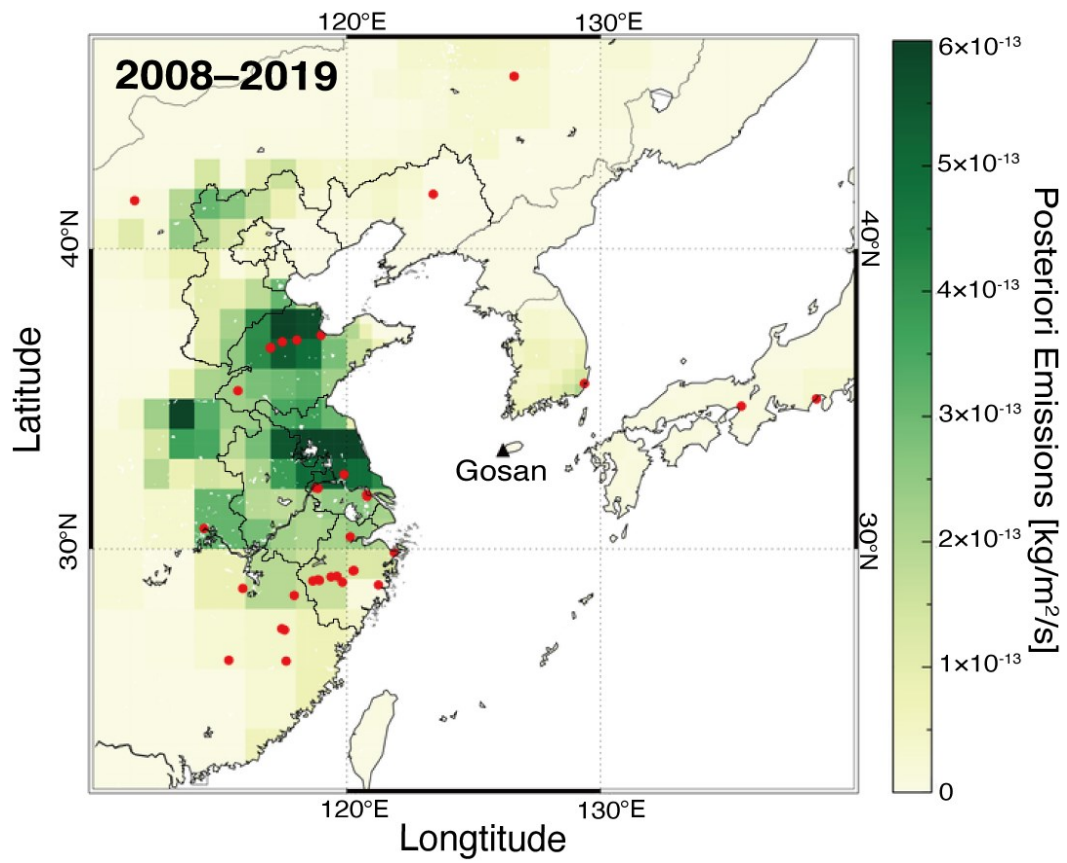 120°E 130°E
2008–2019
40°N
30°N
Latitude
Gosan
40°N
30°N
120°E 130°E
Longtitude
6×10-13
5×10-13
4×10-13
3×10-13
2×10-13
1×10-13
0
Posteriori Emissions [kg/m²/s]